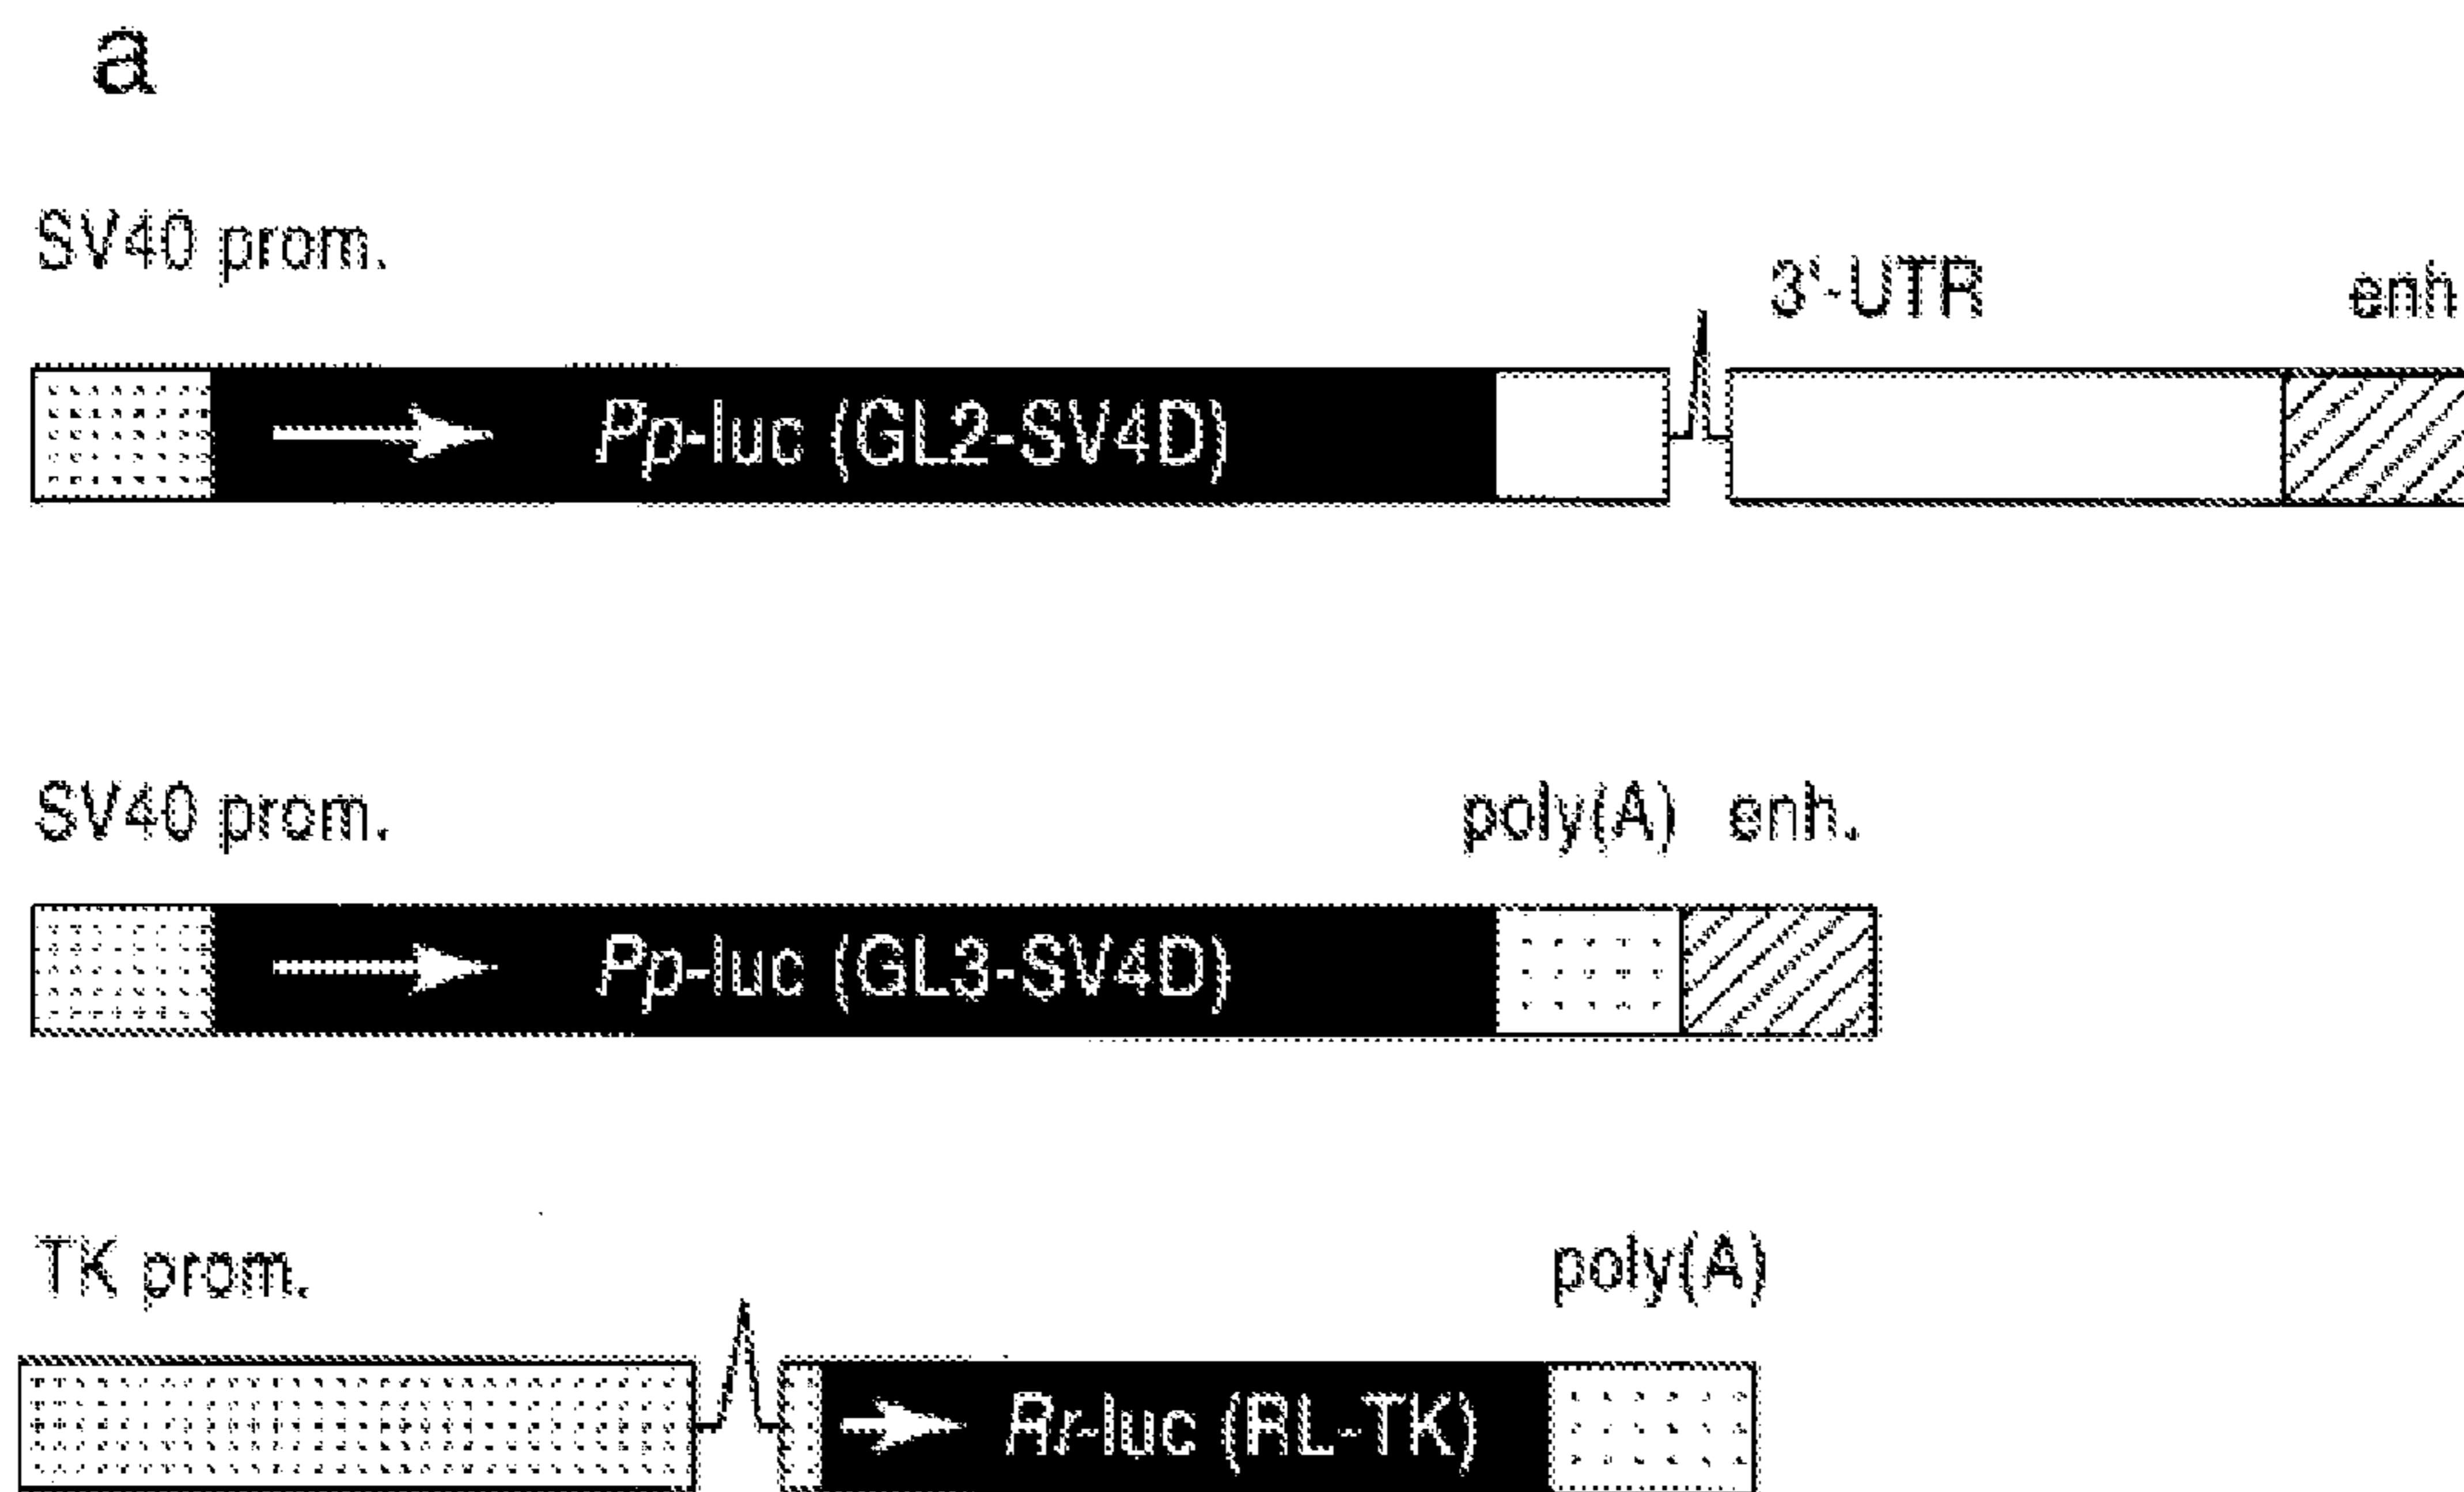 a
SV40 prom.
3'-UTR
enh
Pp-luc (GL2-SV4D)
SV40 prom.
poly(A) enh.
Pp-luc (GL3-SV4D)
TK prom.
poly(A)
Rr-luc (RL-TK)